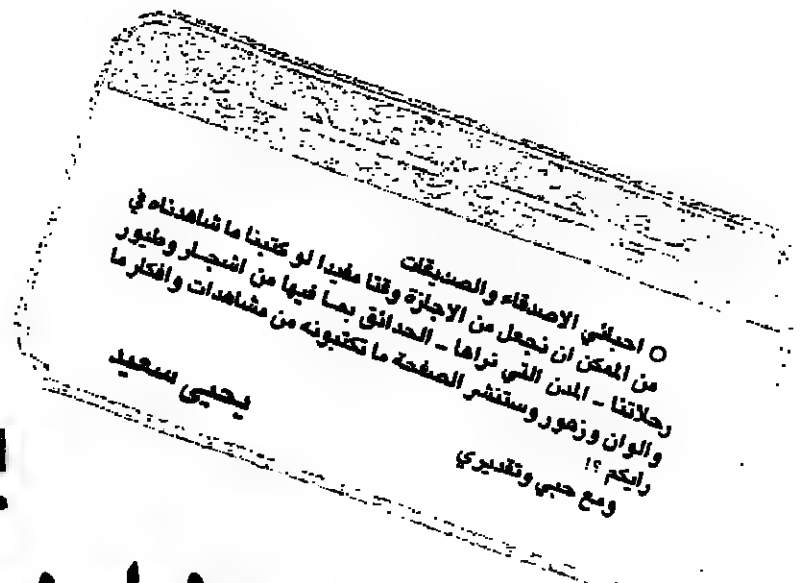 ○ احبائي الاصدقاء والصديقات
من الممكن ان نجعل من الاجازة وقتا مفيدا لو كتبنا ما شاهدناه في
رحلاتنا - المدن التي نراها - الحدائق بما فيها من اشجار وطيور
والوان وزهور وستنشر الصفحة ما تكتبونه من مشاهدات وافكار ما
رايكم ؟!
ومع حبي وتقديري
يحيى سعيد